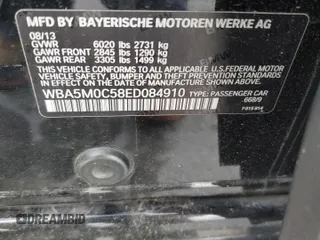 MFD BY BAYERISCHE MOTOREN WERKE AG
08/13
GVWR 6020 lbs 2731 kg
GAWR FRONT 2845 lbs 1290 kg
GAWR REAR 3305 lbs 1499 kg
THIS VEHICLE CONFORMS TO ALL APPLICABLE U.S. FEDERAL MOTOR
VEHICLE SAFETY, BUMPER, AND THEFT PREVENTION STANDARDS IN
EFFECT ON THE DATE OF MANUFACTURE SHOWN ABOVE.
WBA5M0C58ED084910 TYPE: PASSENGER CAR
668/9
DREAMBID